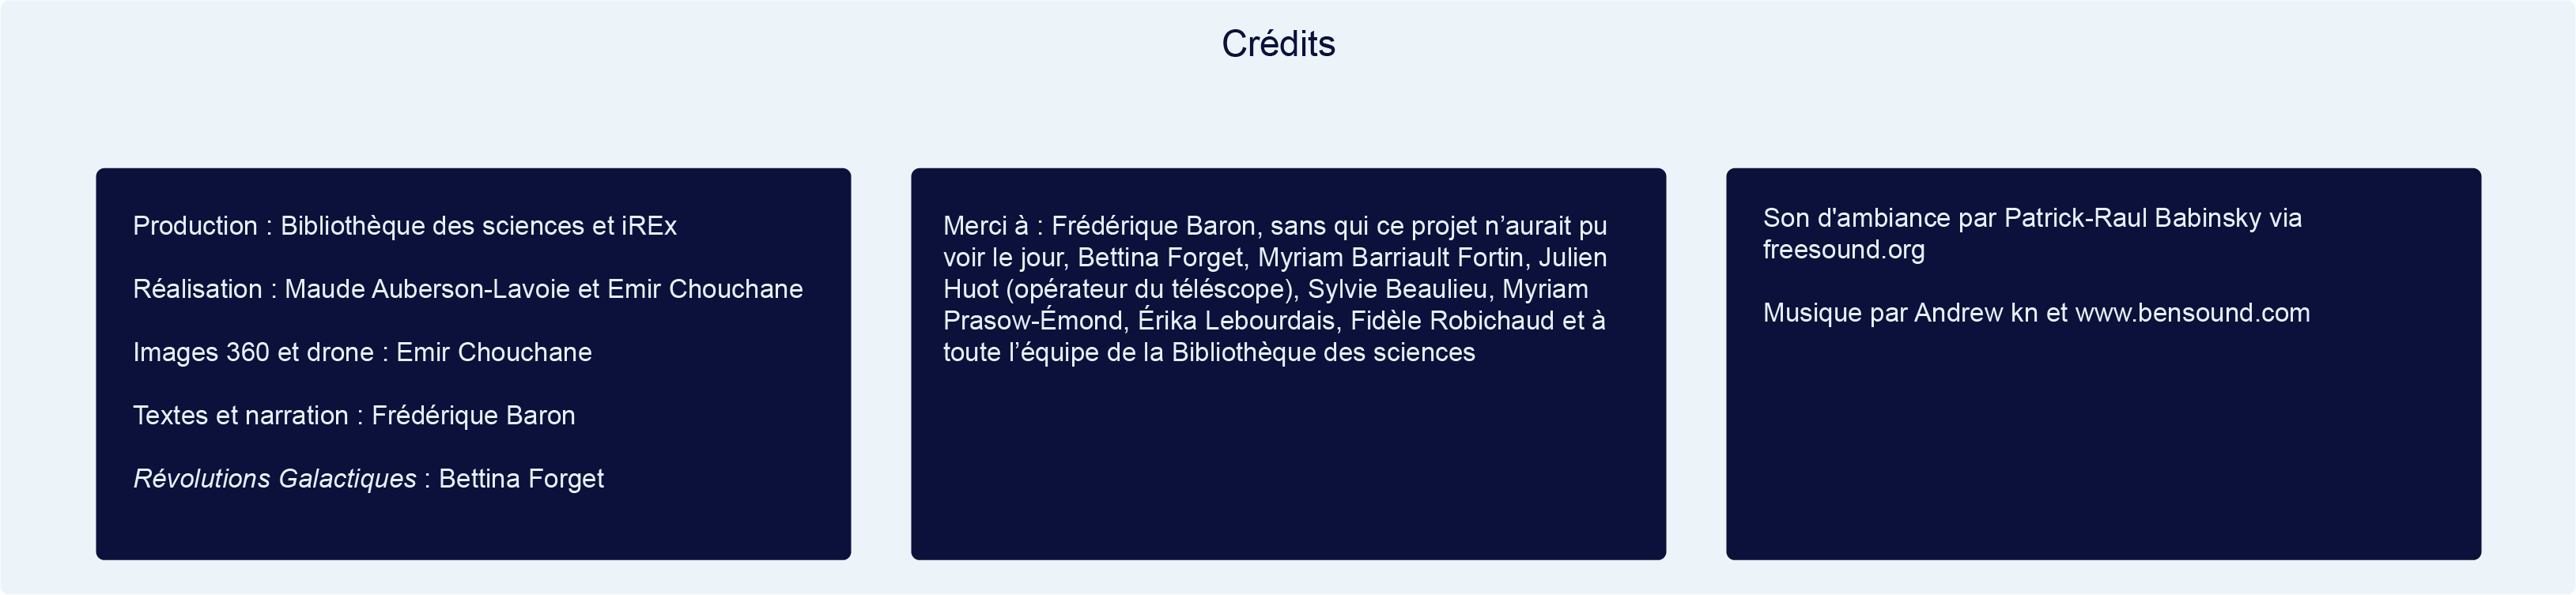 Crédits
Production : Bibliothèque des sciences et iREx
Réalisation : Maude Auberson-Lavoie et Emir Chouchane
Images 360 et drone : Emir Chouchane
Textes et narration : Frédérique Baron
Révolutions Galactiques : Bettina Forget
Merci à : Frédérique Baron, sans qui ce projet n’aurait pu
voir le jour, Bettina Forget, Myriam Barriault Fortin, Julien
Huot (opérateur du téléscope), Sylvie Beaulieu, Myriam
Prasow-Émond, Érika Lebourdais, Fidèle Robichaud et à
toute l’équipe de la Bibliothèque des sciences
Son d'ambiance par Patrick-Raul Babinsky via
freesound.org
Musique par Andrew kn et www.bensound.com